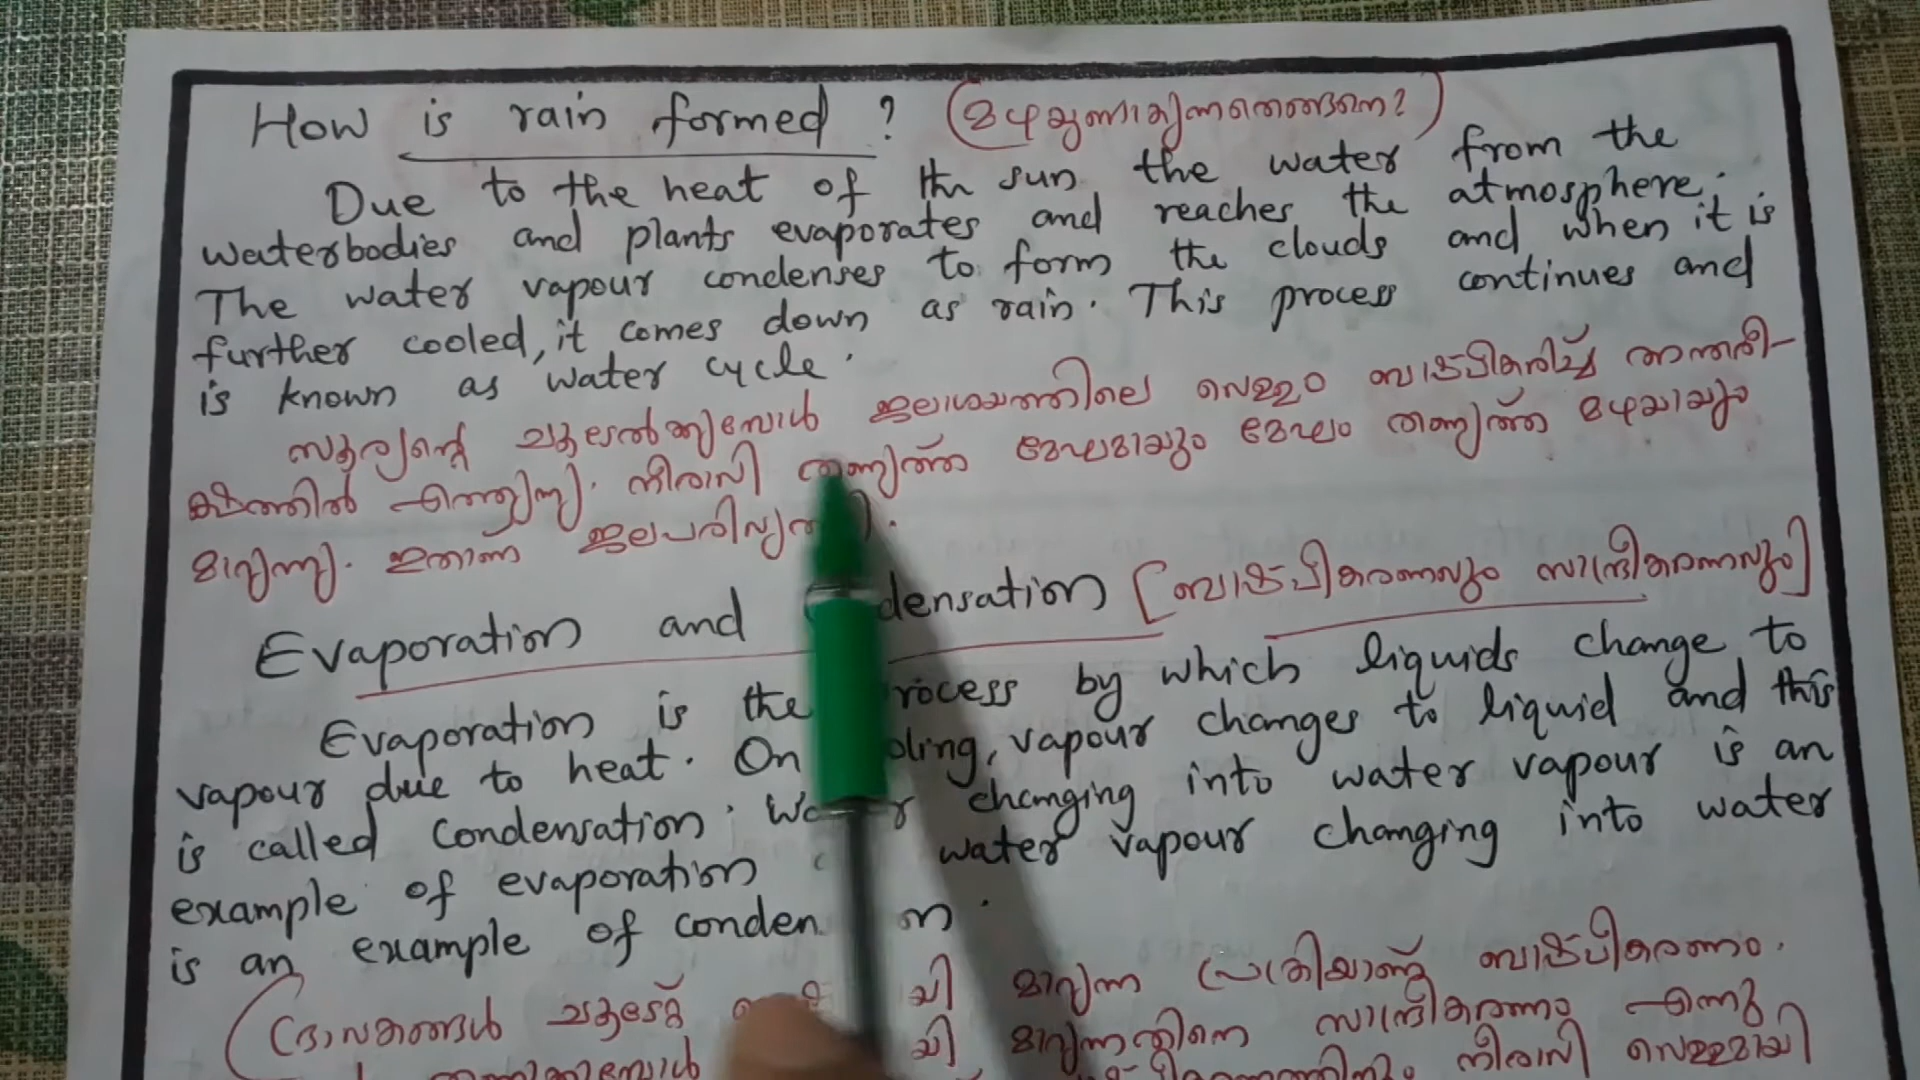 How is rain formed ? (മഴയുണാകുന്നതെങ്ങനെ?)
Due to the heat of the sun, the water from the
waterbodies and plants evaporates and reaches the atmosphere.
The water vapour condenses to form the clouds and when it is
further cooled, it comes down as rain. This process continues and
is known as water cycle.
സൂര്യന്റെ ചൂടേൽക്കുമ്പോൾ ജലാശയത്തിലെ വെള്ളം ബാഷ്പീകരിച്ച് അന്തരീ-
ക്ഷത്തിൽ എത്തുന്നു. നീരാവി തണുത്ത് മേഘമായും മേഘം തണുത്ത് മഴയായും
മാറുന്നു. ഇതാണ്
Evaporation and densation [ബാഷ്പീകരണവും സാന്ദ്രീകരണവും]
Evaporation is the rocess by which liquids change to
vapour due to heat. On oling, vapour changes to liquid and this
is called condensation. Wa r changing into water vapour is an
example of evaporation water vapour changing into water
is an example of conden n.
(ദ്രാവകങ്ങൾ ചൂടേറ്റ് യി മാറുന്ന പ്രക്രിയാണ് ബാഷ്പീകരണം.
യി മാറുന്നതിനെ സാന്ദ്രീകരണം എന്നു
നീരാവി വെള്ളമായി